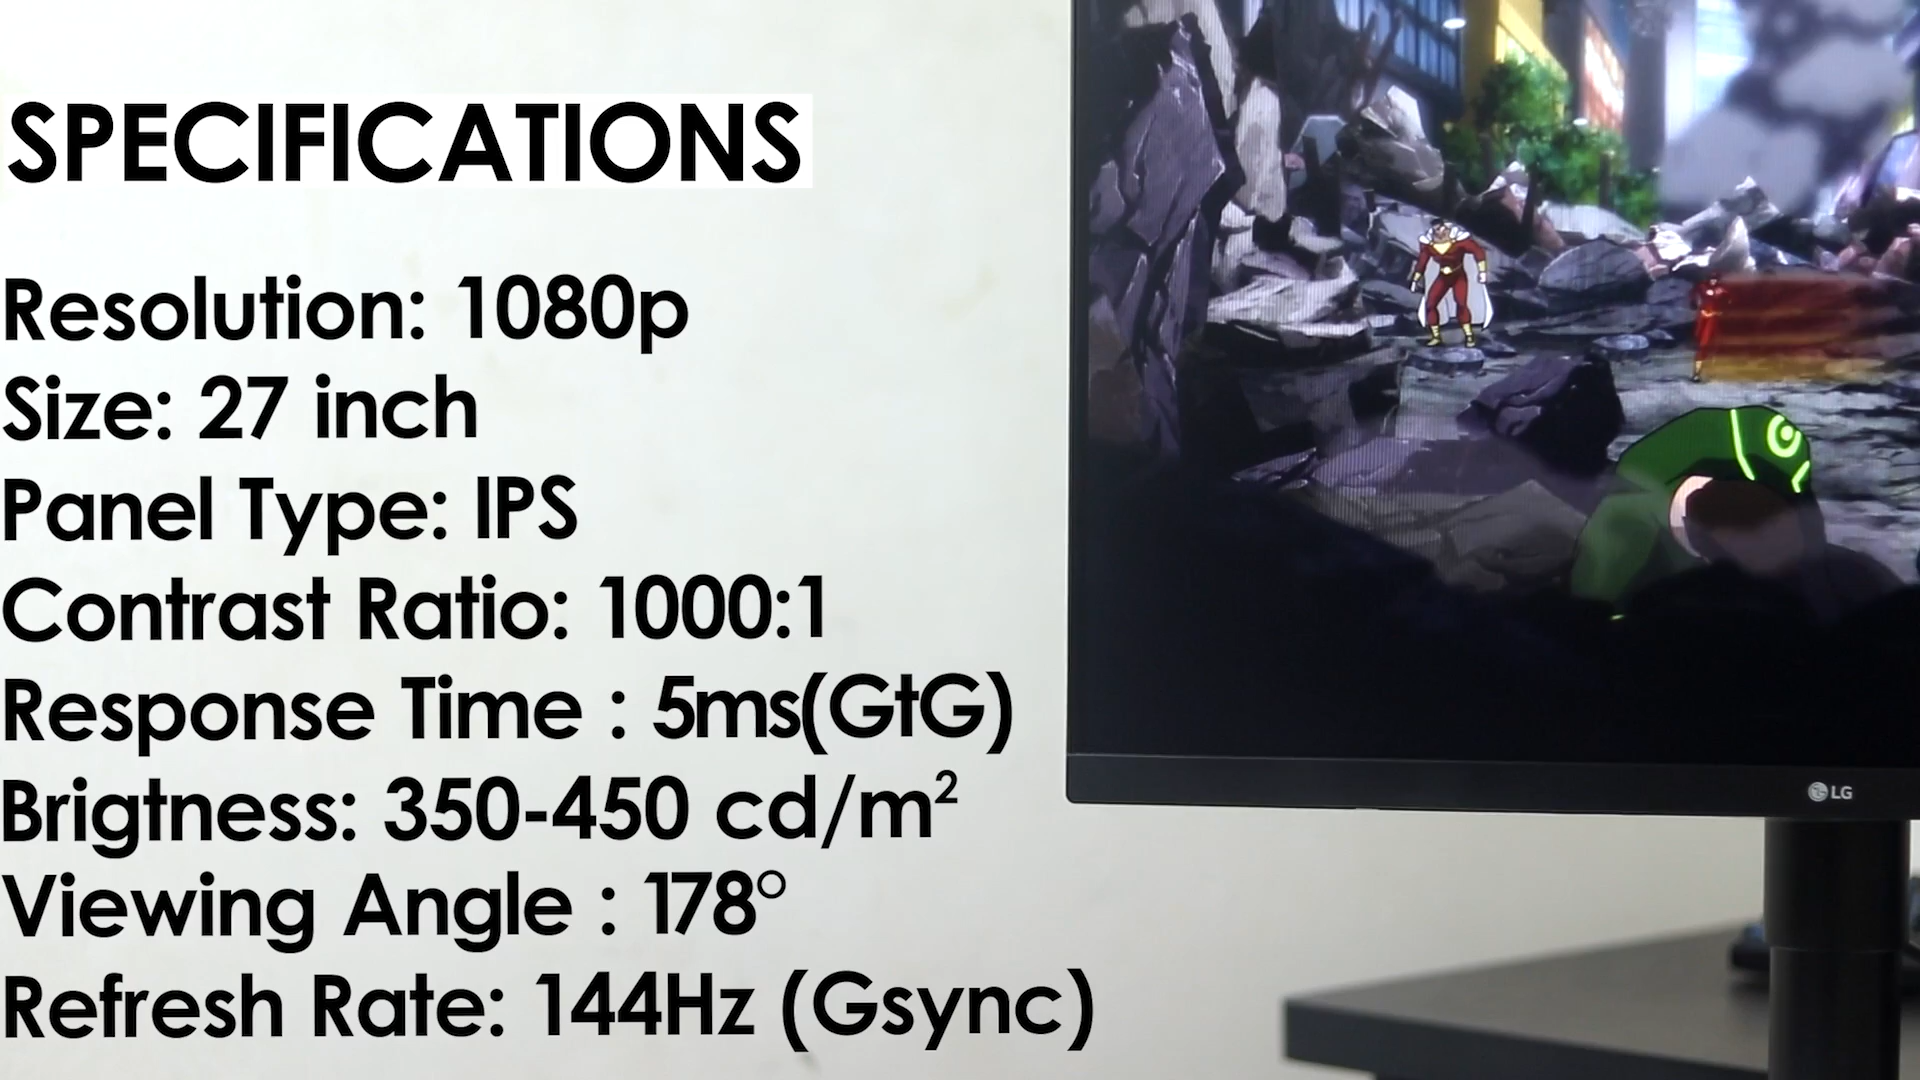 SPECIFICATIONS
Resolution: 1080p
Size: 27 inch
Panel Type: IPS
Contrast Ratio: 1000:1
Response Time : 5ms(GtG)
Brigtness: 350-450 cd/m²
Viewing Angle : 178°
Refresh Rate: 144Hz (Gsync)
LG